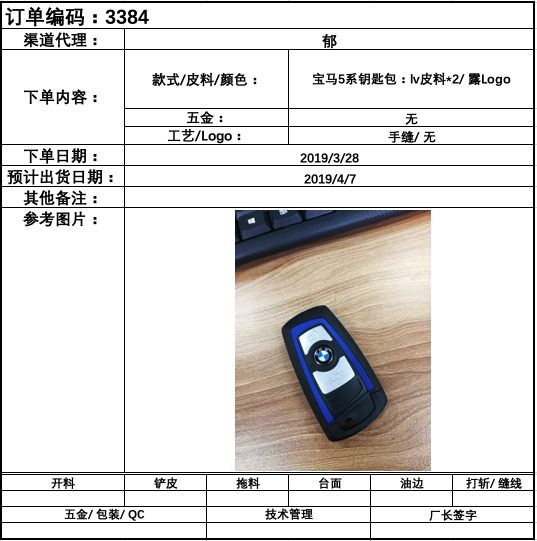 订单编码：3384
渠道代理： 郁
下单内容： 款式/皮料/颜色： 宝马5系钥匙包：lv皮料*2/ 露Logo
五金： 无
工艺/Logo： 手缝/ 无
下单日期： 2019/3/28
预计出货日期： 2019/4/7
其他备注：
参考图片：
开料 铲皮 拖料 台面 油边 打斩/ 缝线
五金/ 包装/ QC 技术管理 厂长签字